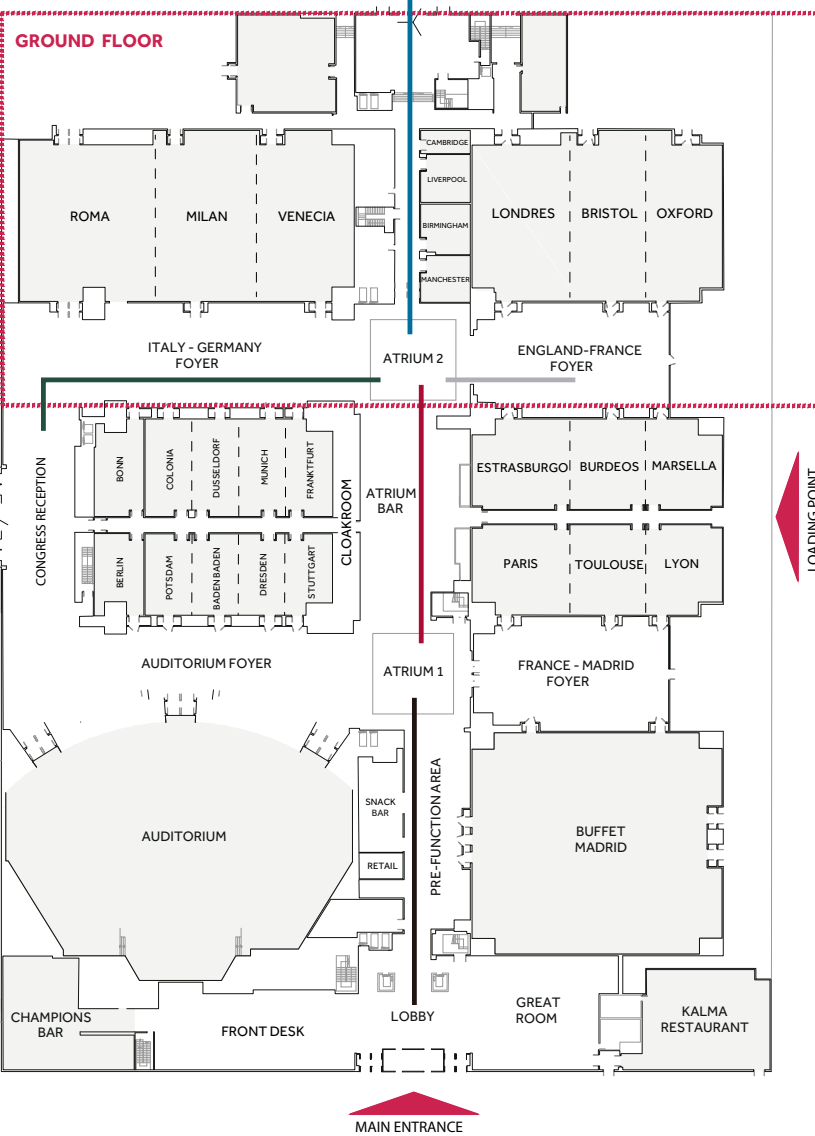 GROUND FLOOR
CAMBRIDGE
LIVERPOOL
BIRMINGHAM
MANCHESTER
ROMA
MILAN
VENECIA
LONDRES
BRISTOL
OXFORD
ITALY - GERMANY
FOYER
ATRIUM 2
ENGLAND-FRANCE
FOYER
CONGRESS RECEPTION
BONN
COLONIA
DUSSELDORF
MUNICH
FRANKTFURT
CLOAKROOM
ATRIUM
BAR
ESTRASBURGO
BURDEOS
MARSELLA
LOADING POINT
BERLIN
POTSDAM
BADENBADEN
DRESDEN
STUTTGART
PARIS
TOULOUSE
LYON
AUDITORIUM FOYER
ATRIUM 1
FRANCE - MADRID
FOYER
AUDITORIUM
SNACK
BAR
RETAIL
PRE-FUNCTION AREA
BUFFET
MADRID
CHAMPIONS
BAR
FRONT DESK
LOBBY
GREAT
ROOM
KALMA
RESTAURANT
MAIN ENTRANCE